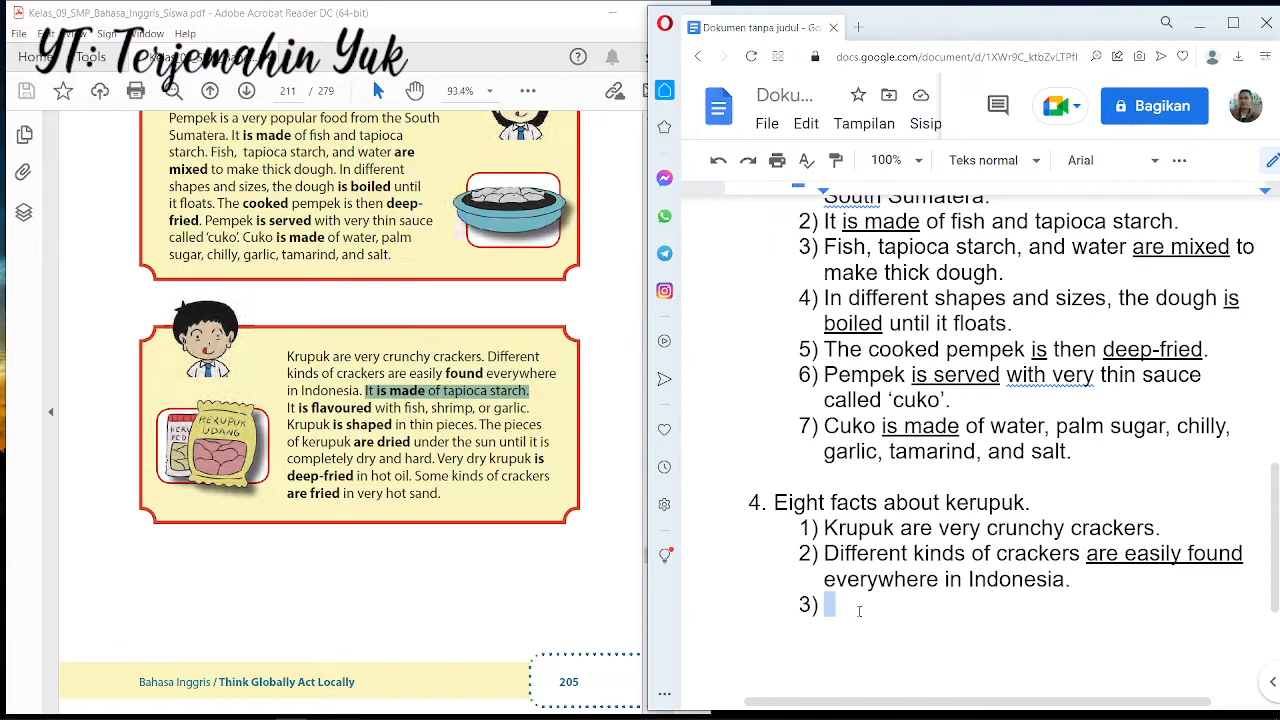 Kelas_09_SMP_Bahasa_Inggris_Siswa.pdf - Adobe Acrobat Reader DC (64-bit)
File Sign Window Help
YT: Terjemahin Yuk
Home Tools
211 / 279
93.4%
Pempek is a very popular food from the South
Sumatera. It is made of fish and tapioca
starch. Fish, tapioca starch, and water are
mixed to make thick dough. In different
shapes and sizes, the dough is boiled until
it floats. The cooked pempek is then deep-
fried. Pempek is served with very thin sauce
called ‘cuko’. Cuko is made of water, palm
sugar, chilly, garlic, tamarind, and salt.
Krupuk are very crunchy crackers. Different
kinds of crackers are easily found everywhere
in Indonesia. It is made of tapioca starch.
It is flavoured with fish, shrimp, or garlic.
Krupuk is shaped in thin pieces. The pieces
of kerupuk are dried under the sun until it is
completely dry and hard. Very dry krupuk is
deep-fried in hot oil. Some kinds of crackers
are fried in very hot sand.
KERUPUK
UDANG
Bahasa Inggris / Think Globally Act Locally
205
Dokumen tanpa judul - Goo
docs.google.com/document/d/1XWr9C_ktbZvLTPfl
Doku...
File Edit Tampilan Sisip
Bagikan
100% Teks normal Arial
South Sumatera.
2) It is made of fish and tapioca starch.
3) Fish, tapioca starch, and water are mixed to
make thick dough.
4) In different shapes and sizes, the dough is
boiled until it floats.
5) The cooked pempek is then deep-fried.
6) Pempek is served with very thin sauce
called ‘cuko’.
7) Cuko is made of water, palm sugar, chilly,
garlic, tamarind, and salt.
4. Eight facts about kerupuk.
1) Krupuk are very crunchy crackers.
2) Different kinds of crackers are easily found
everywhere in Indonesia.
3)